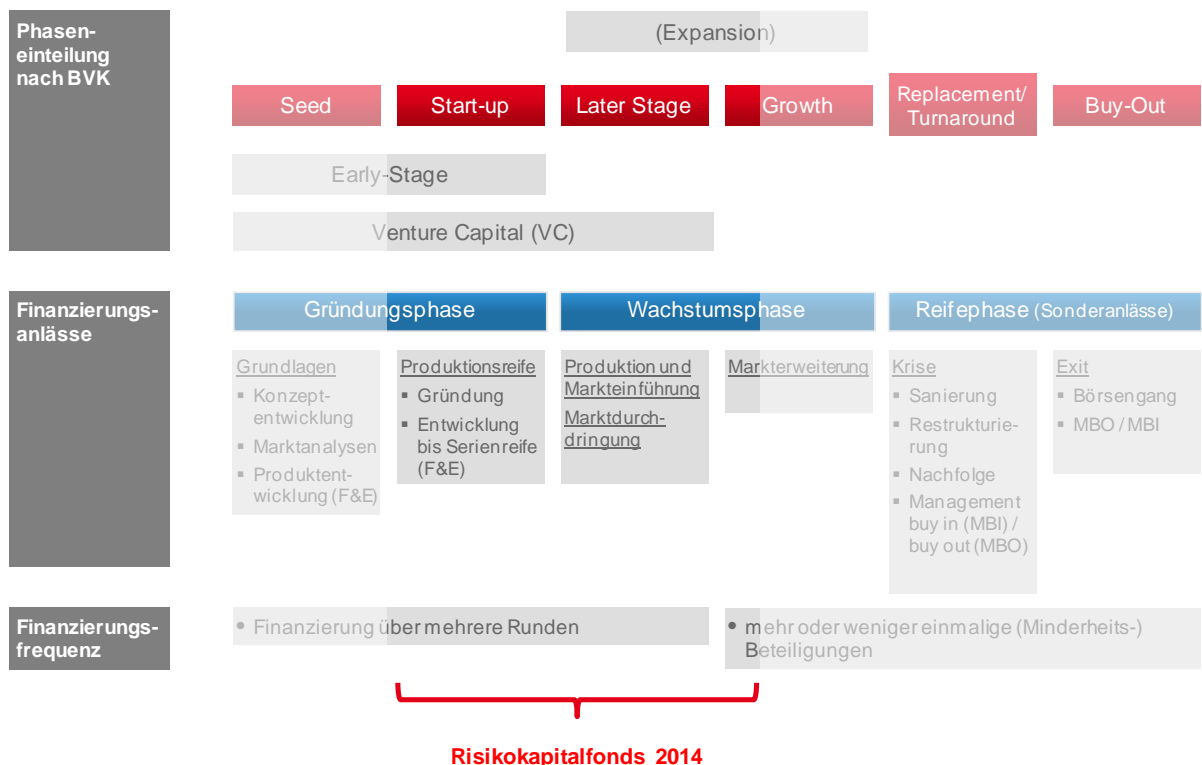 Phasen-
einteilung
nach BVK
(Expansion)
Seed
Start-up
Later Stage
Growth
Replacement/
Turnaround
Buy-Out
Early-Stage
Venture Capital (VC)
Finanzierungs-
anlässe
Gründungsphase
Wachstumsphase
Reifephase (Sonderanlässe)
Grundlagen
▪ Konzept-
entwicklung
▪ Marktanalysen
▪ Produktent-
wicklung (F&E)
Produktionsreife
▪ Gründung
▪ Entwicklung
bis Serienreife
(F&E)
Produktion und
Markteinführung
Marktdurch-
dringung
Markterweiterung
Krise
▪ Sanierung
▪ Restrukturie-
rung
▪ Nachfolge
▪ Management
buy in (MBI) /
buy out (MBO)
Exit
▪ Börsengang
▪ MBO / MBI
Finanzierungs-
frequenz
• Finanzierung über mehrere Runden
• mehr oder weniger einmalige (Minderheits-)
Beteiligungen
Risikokapitalfonds 2014